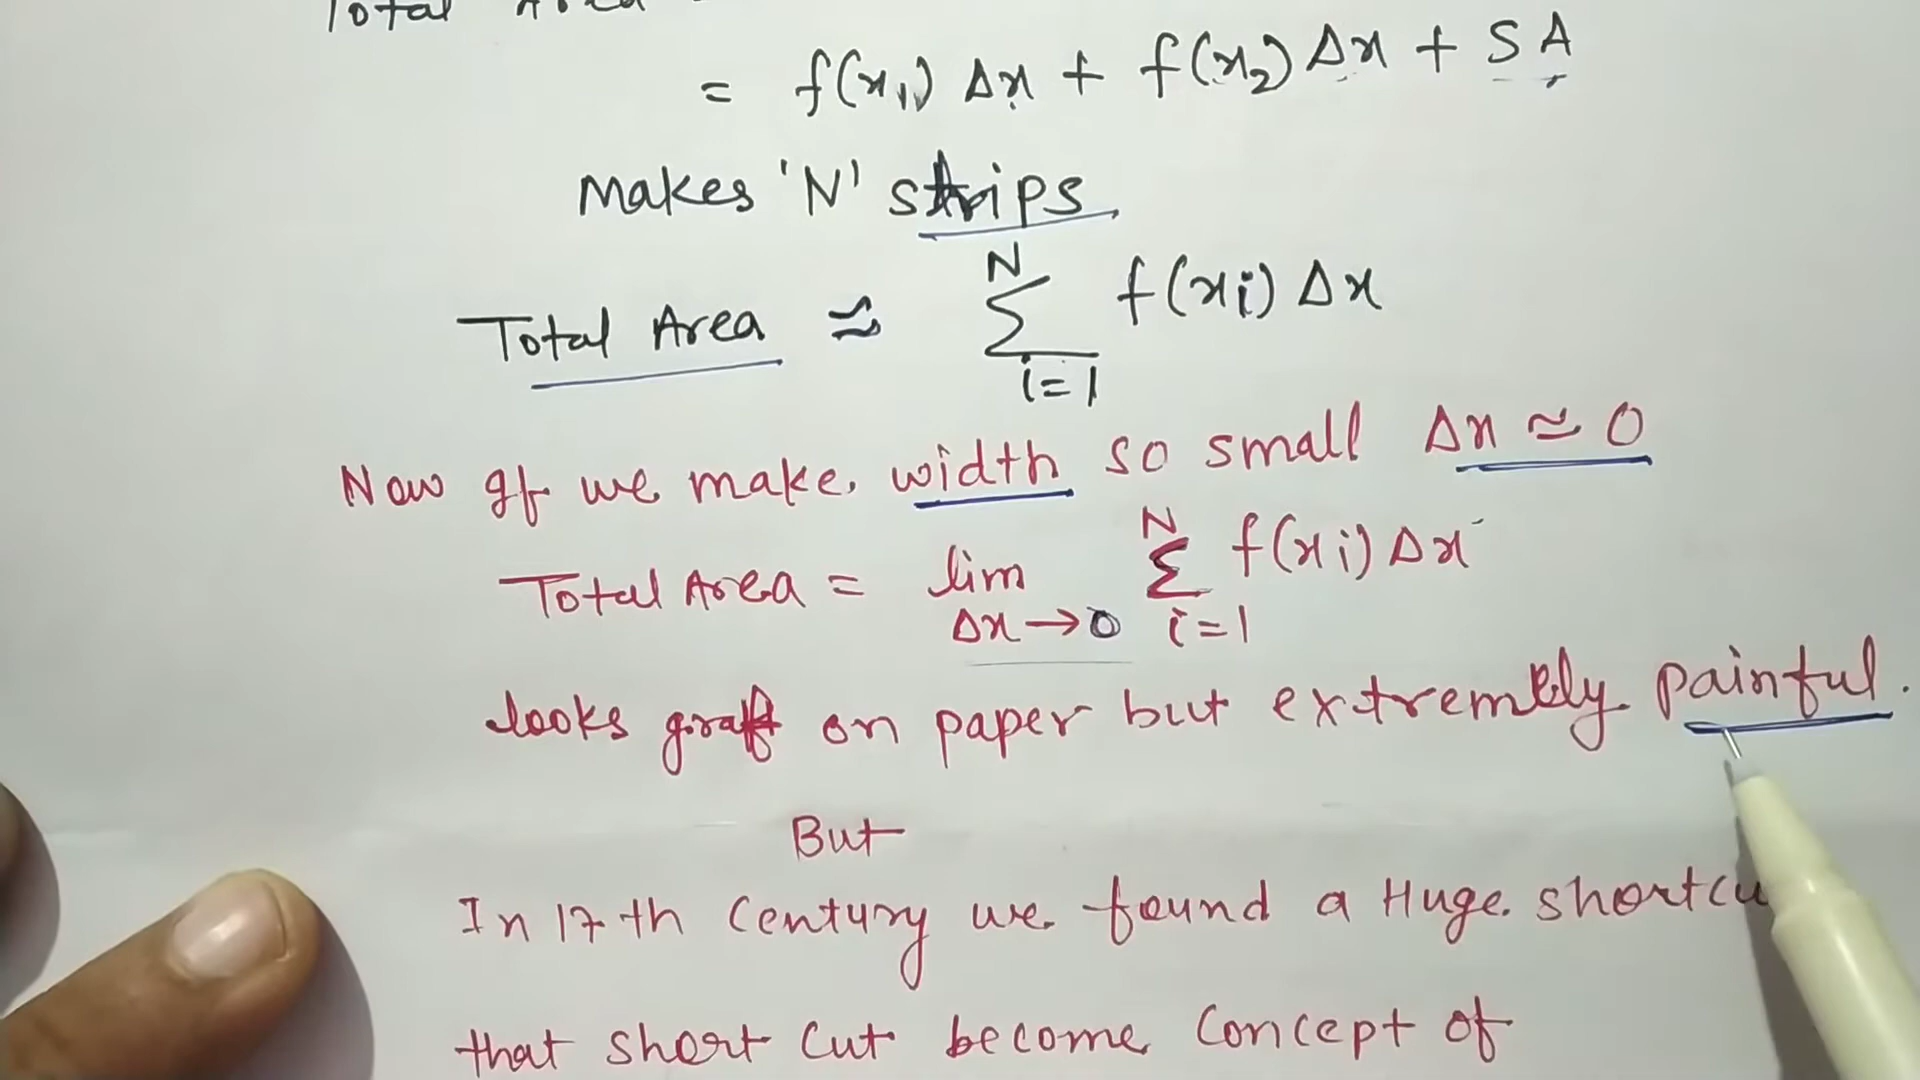 Total Area
= f(x₁) Δx + f(x₂) Δx + S A
Makes 'N' strips
Total Area ≈ N Σ i=1 f(xi) Δx
Now If we make width so small Δx ≃ 0
Total Area = lim Δx→0 N Σ i=1 f(xi) Δx
looks on paper but extremely painful.
But
In 17th Century we found a Huge shortcu
that short cut become concept of